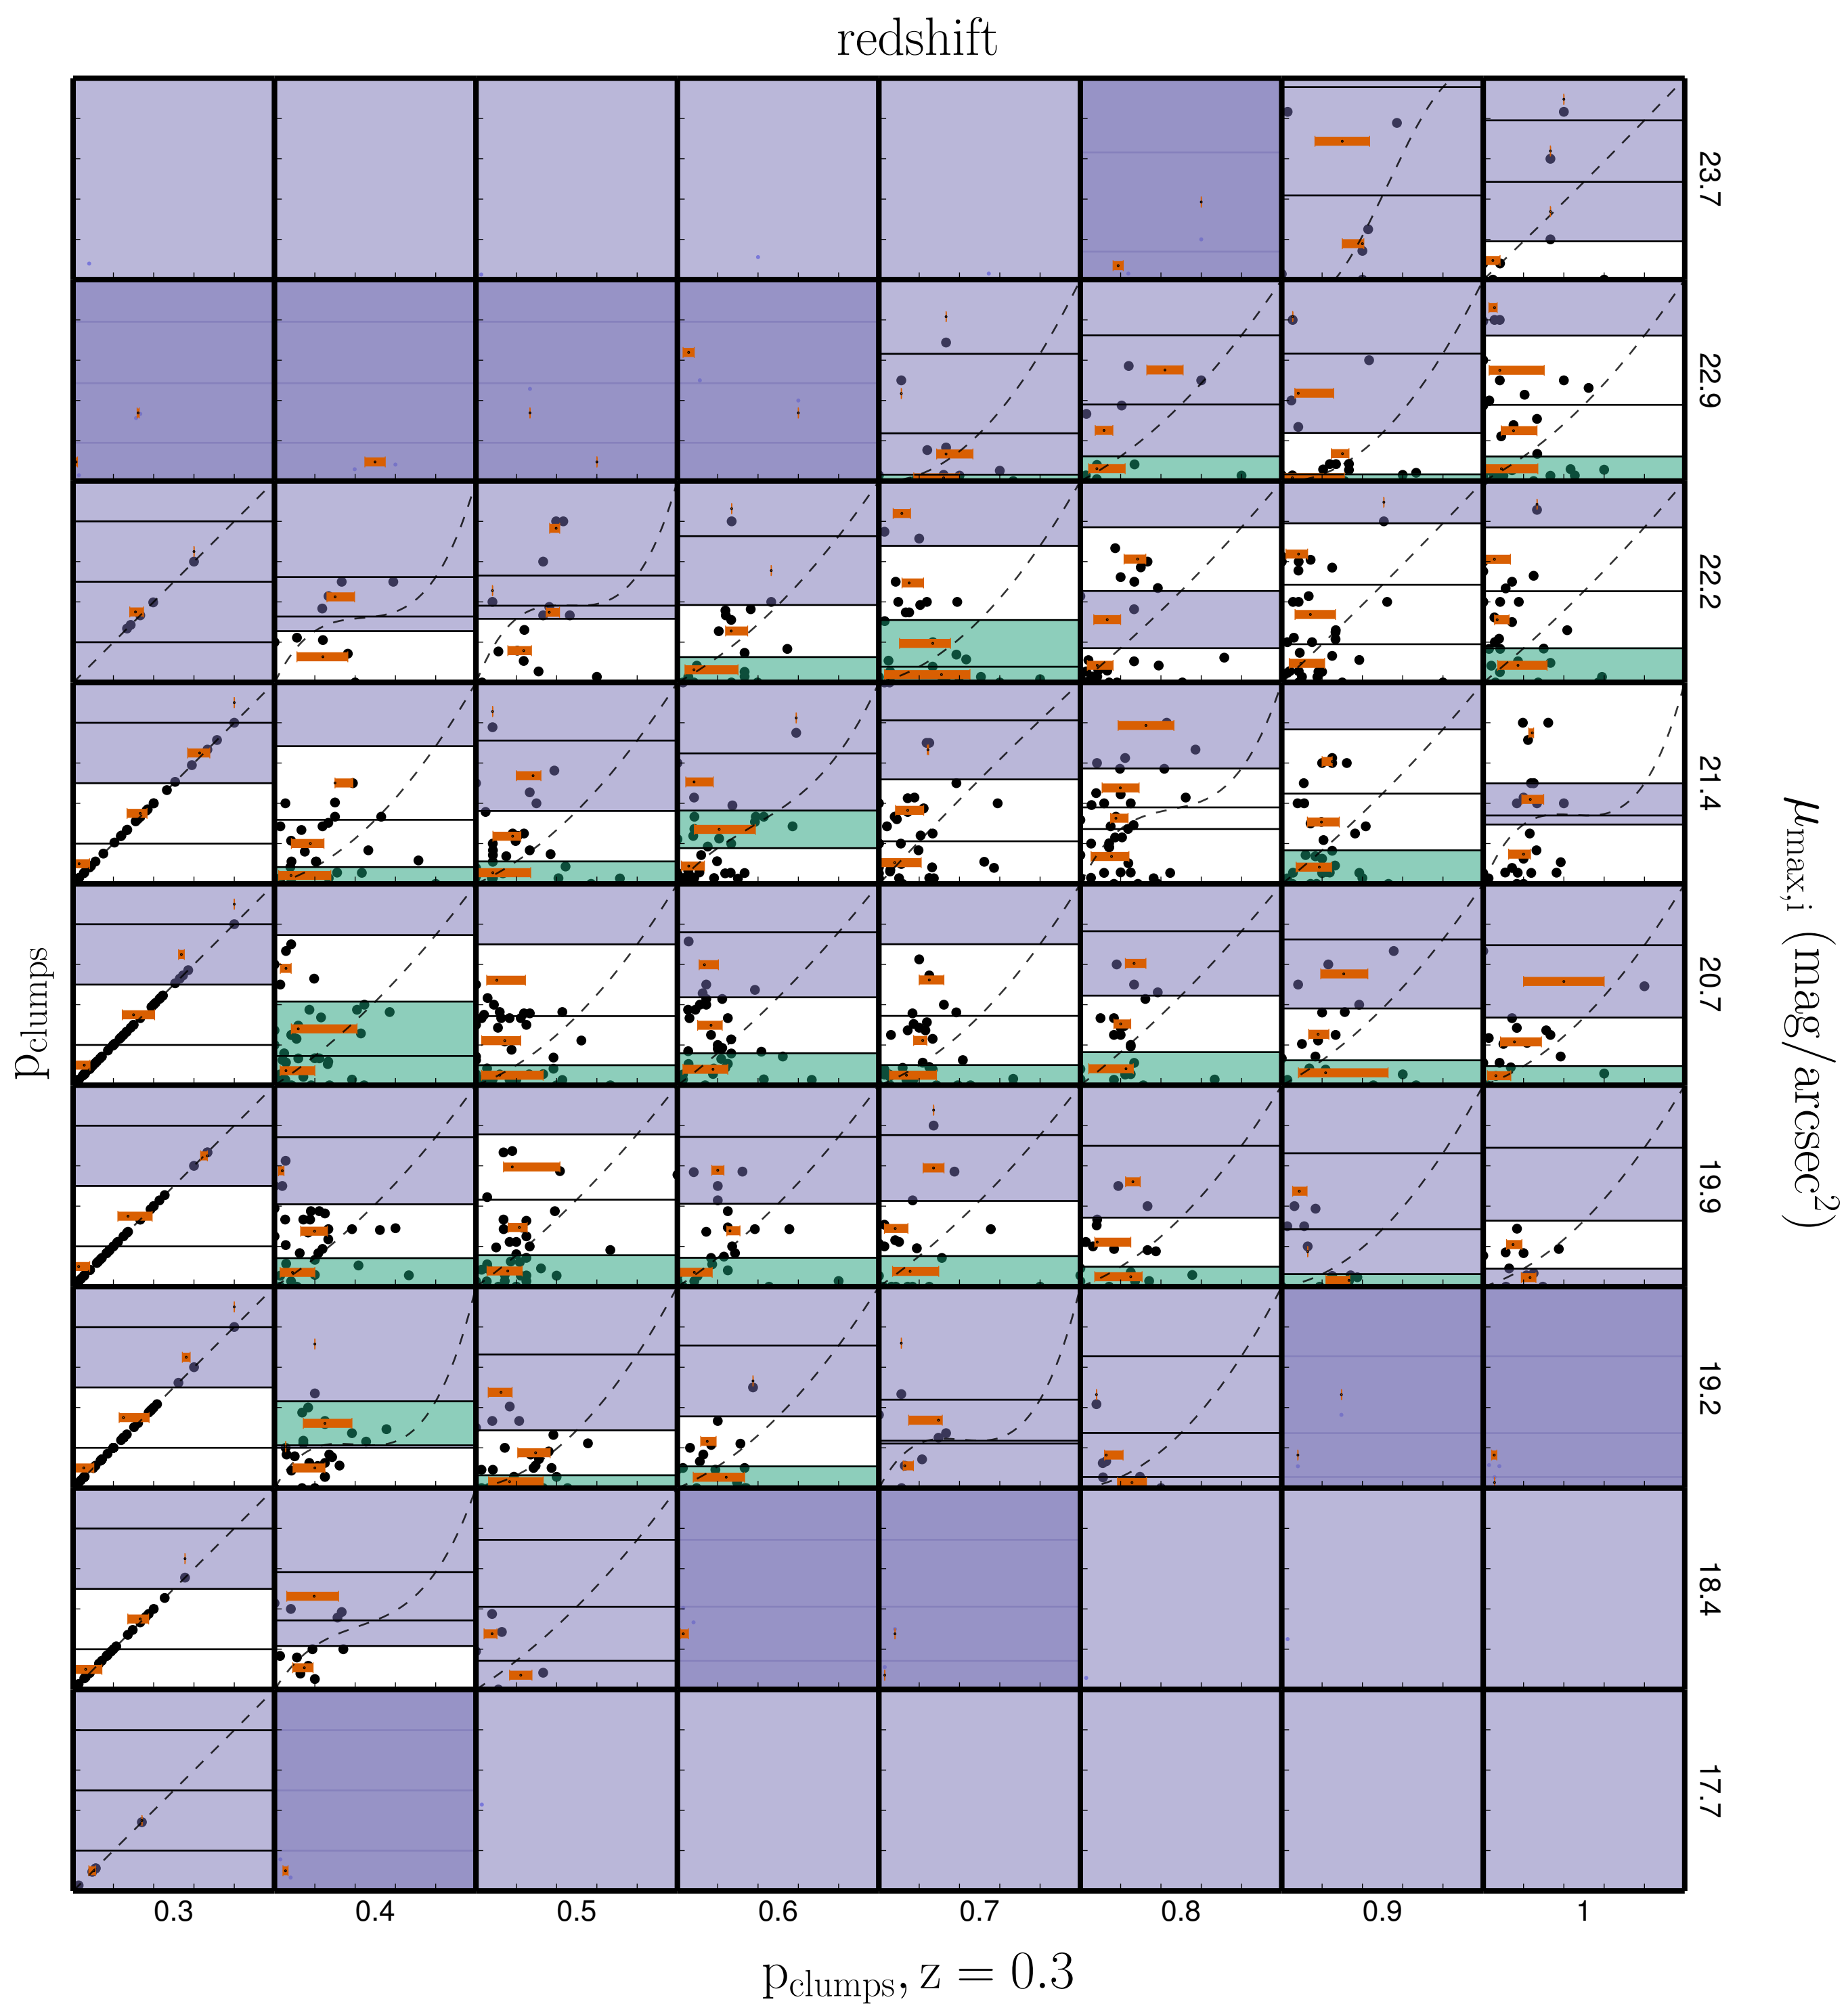 redshift
23.7
22.9
22.2
21.4
20.7
19.9
19.2
18.4
17.7
μmax,i (mag/arcsec²)
pclumps
0.3 0.4 0.5 0.6 0.7 0.8 0.9 1
pclumps, z = 0.3